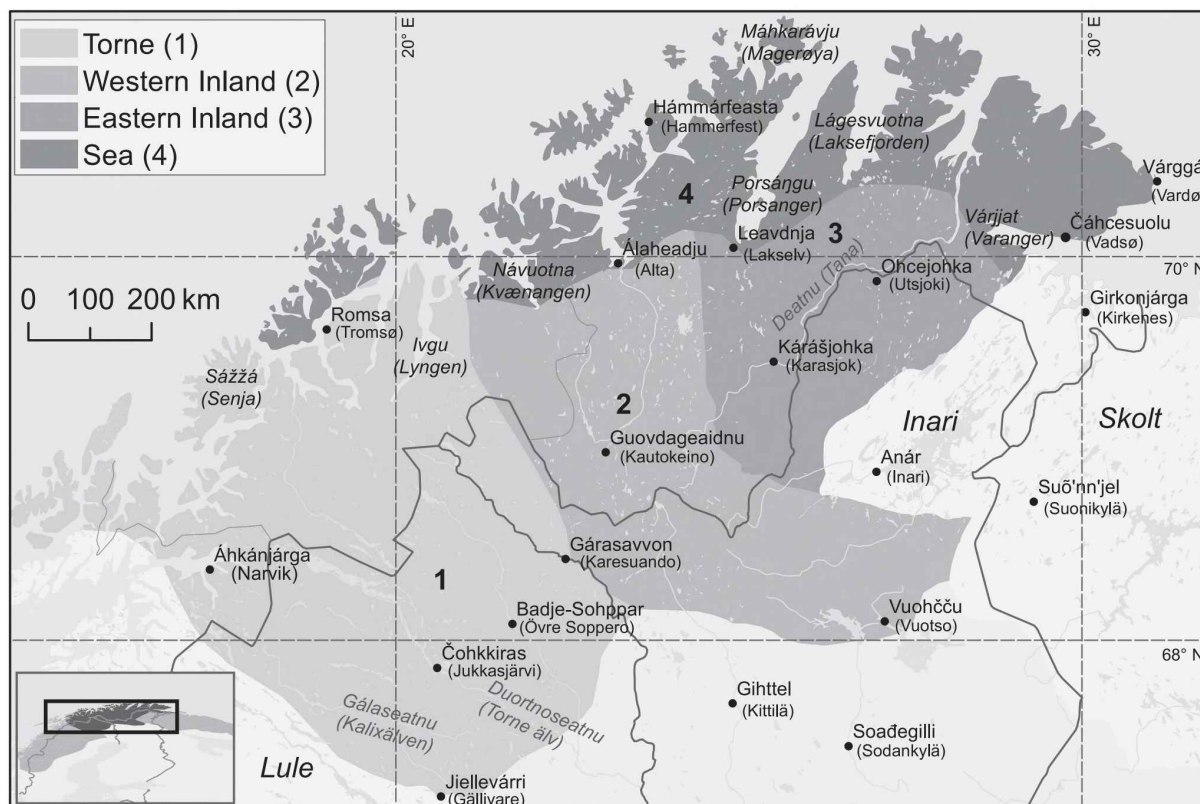 Torne (1)
Western Inland (2)
Eastern Inland (3)
Sea (4)
20° E
30° E
Máhkarávju
(Magerøya)
Hámmárfeasta
(Hammerfest)
Lágesvuotna
(Laksefjorden)
Várggá
(Vardø
4
Porsáŋgu
(Porsanger)
3
Várjjat
(Varanger)
Čáhcesuolu
(Vadsø)
Leavdnja
(Lakselv)
Álaheadju
(Alta)
70° N
Návuotna
(Kvænangen)
Deatnu (Tana)
Ohcejohka
(Utsjoki)
0 100 200 km
Girkonjárga
(Kirkenes)
Romsa
(Tromsø)
Ivgu
(Lyngen)
Kárášjohka
(Karasjok)
Sážžá
(Senja)
2
Inari
Skolt
Guovdageaidnu
(Kautokeino)
Anár
(Inari)
Suõ'nn'jel
(Suonikylä)
Áhkánjárga
(Narvik)
Gárasavvon
(Karesuando)
1
Badje-Sohppar
(Övre Soppero)
Vuohčču
(Vuotso)
68° N
Čohkkiras
(Jukkasjärvi)
Gálaseatnu
(Kalixälven)
Duortnoseatnu
(Torne älv)
Gihttel
(Kittilä)
Soađegilli
(Sodankylä)
Lule
Jiellevárri
(Gällivare)